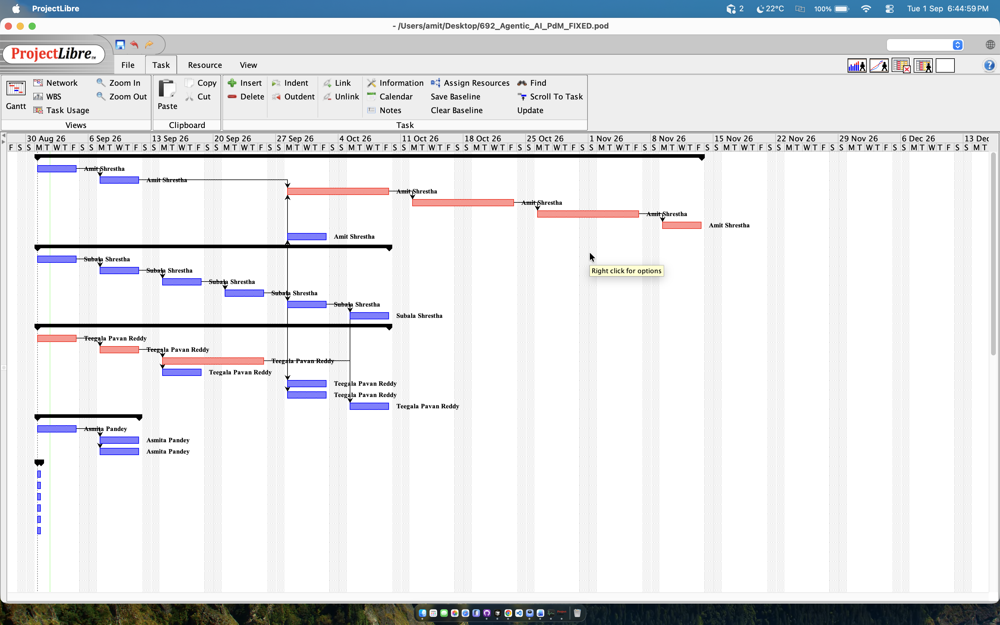 ProjectLibre 2 22°C 100% Tue 1 Sep 6:44:59 PM
- /Users/amit/Desktop/692_Agentic_AI_PdM_FIXED.pod
ProjectLibre TM
File Task Resource View
Network Zoom In Copy Insert Indent Link Information Assign Resources Find
WBS Zoom Out Cut Delete Outdent Unlink Calendar Save Baseline Scroll To Task
Gantt Task Usage Paste Notes Clear Baseline Update
Views Clipboard Task
30 Aug 26 6 Sep 26 13 Sep 26 20 Sep 26 27 Sep 26 4 Oct 26 11 Oct 26 18 Oct 26 25 Oct 26 1 Nov 26 8 Nov 26 15 Nov 26 22 Nov 26 29 Nov 26 6 Dec 26 13 Dec
F S S M T W T F S S M T W T F S S M T W T F S S M T W T F S S M T W T F S S M T W T F S S M T W T F S S M T W T F S S M T W T F S S M T W T F S S M T W T F S S M T W T F S S M T W T F S S M T W T F S S M T W T F S S M T
Amit Shrestha
Amit Shrestha
Amit Shrestha
Amit Shrestha
Amit Shrestha
Amit Shrestha
Amit Shrestha
Subala Shrestha
Subala Shrestha
Right click for options
Subala Shrestha
Subala Shrestha
Subala Shrestha
Subala Shrestha
Teegala Pavan Reddy
Teegala Pavan Reddy
Teegala Pavan Reddy
Teegala Pavan Reddy
Teegala Pavan Reddy
Teegala Pavan Reddy
Teegala Pavan Reddy
Asmita Pandey
Asmita Pandey
Asmita Pandey